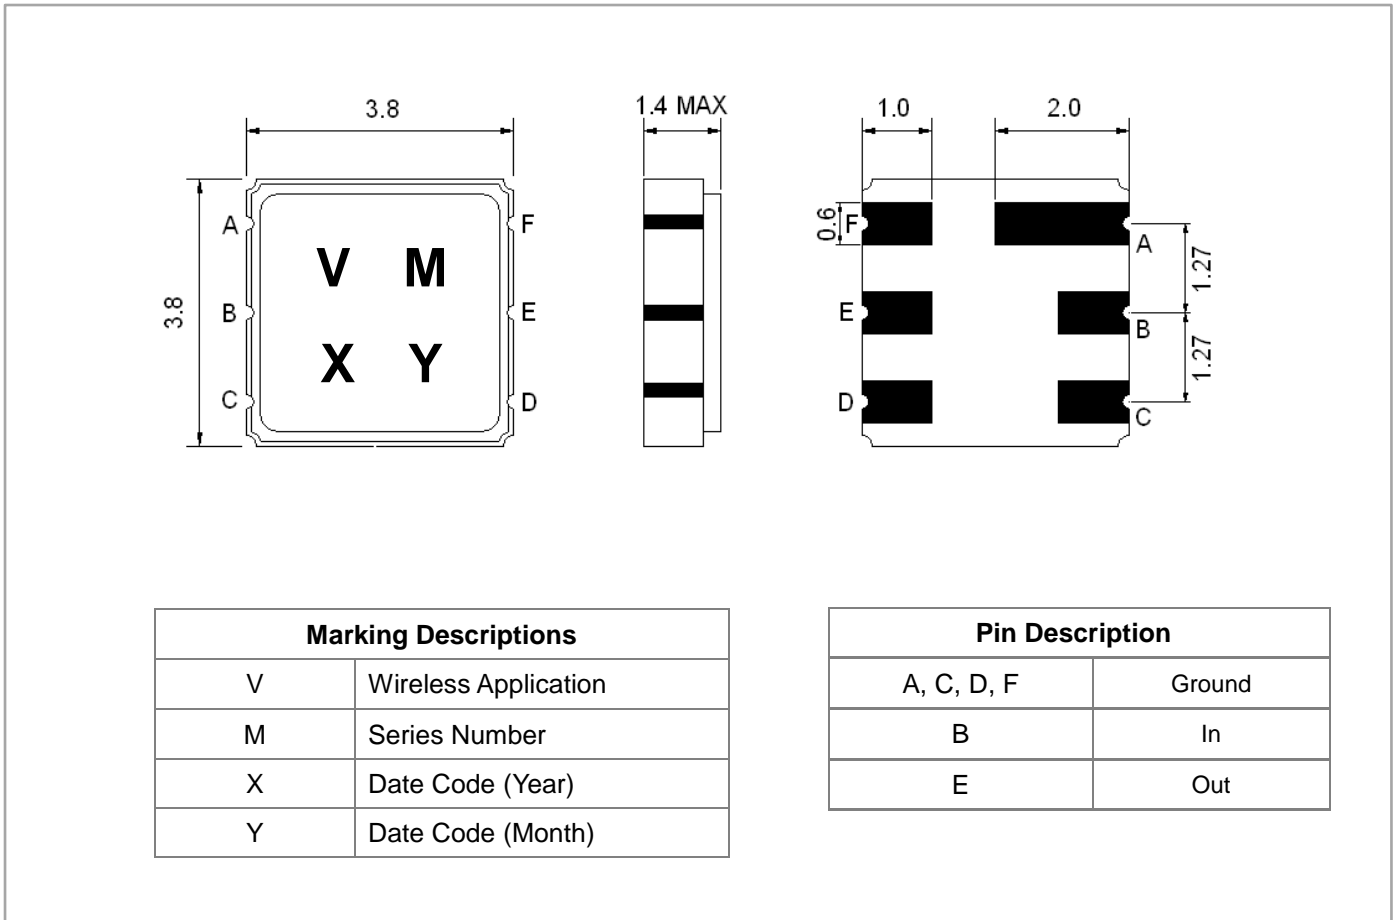 3.8 1.4 MAX 1.0 2.0
A F 0.6 F A
V M
1.27
3.8 B E E B
X Y
1.27
C D D C
Marking Descriptions
V Wireless Application
M Series Number
X Date Code (Year)
Y Date Code (Month)
Pin Description
A, C, D, F Ground
B In
E Out